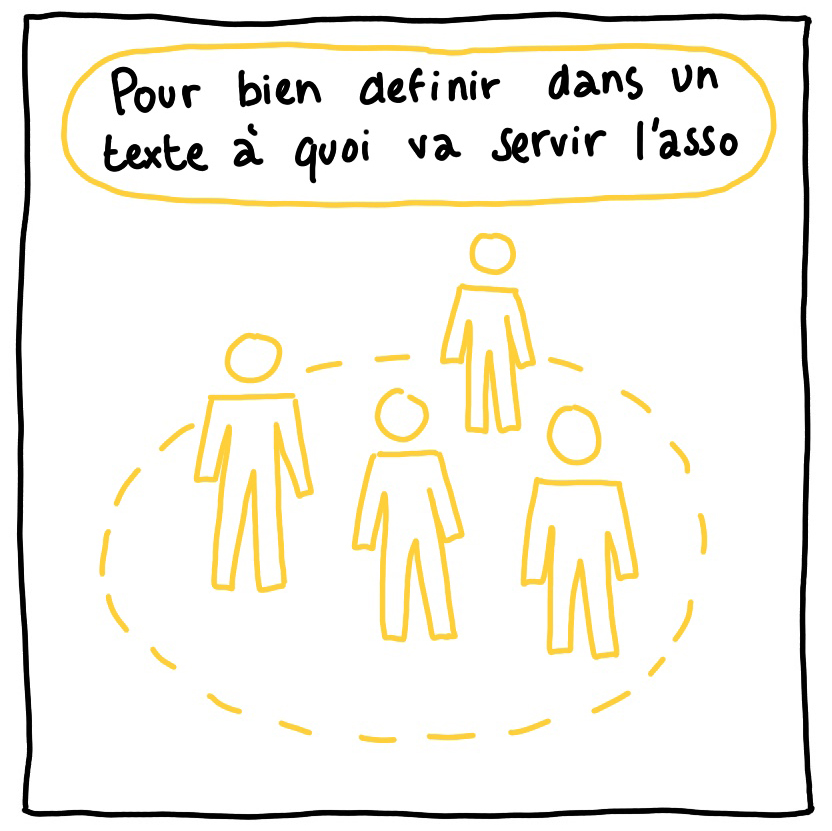 Pour bien definir dans un
texte à quoi va servir l'asso